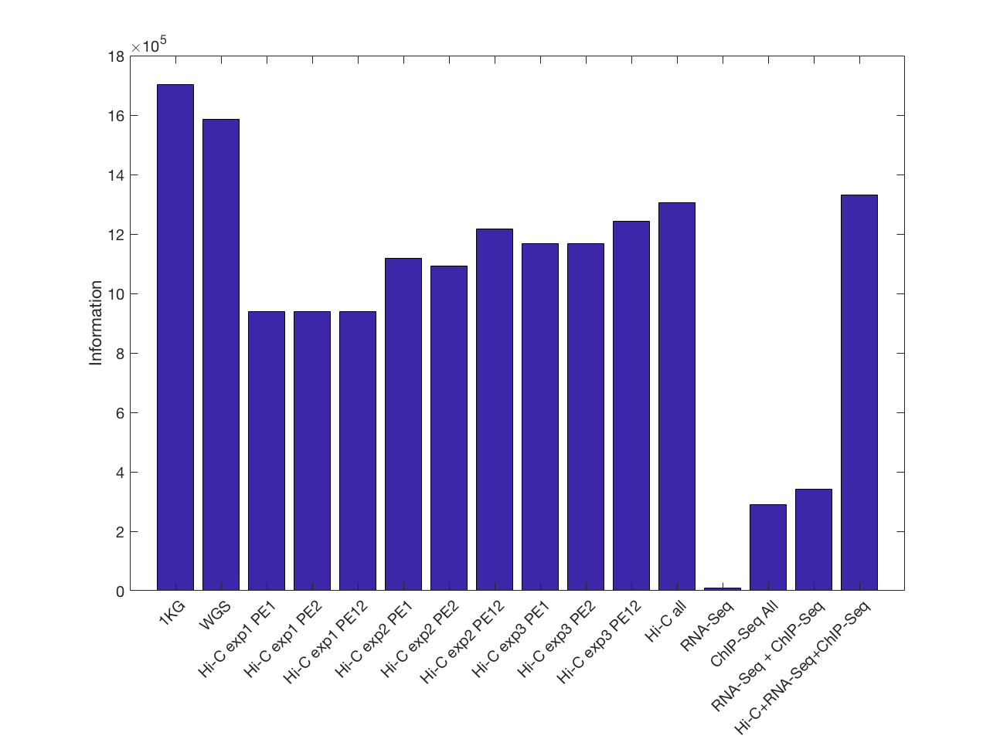 ×10⁵
18
16
14
12
10
8
6
4
2
0
Information
1KG
WGS
Hi-C exp1 PE1
Hi-C exp1 PE2
Hi-C exp1 PE12
Hi-C exp2 PE1
Hi-C exp2 PE2
Hi-C exp2 PE12
Hi-C exp3 PE1
Hi-C exp3 PE2
Hi-C exp3 PE12
Hi-C all
RNA-Seq
ChIP-Seq All
RNA-Seq + ChIP-Seq
Hi-C+RNA-Seq+ChIP-Seq